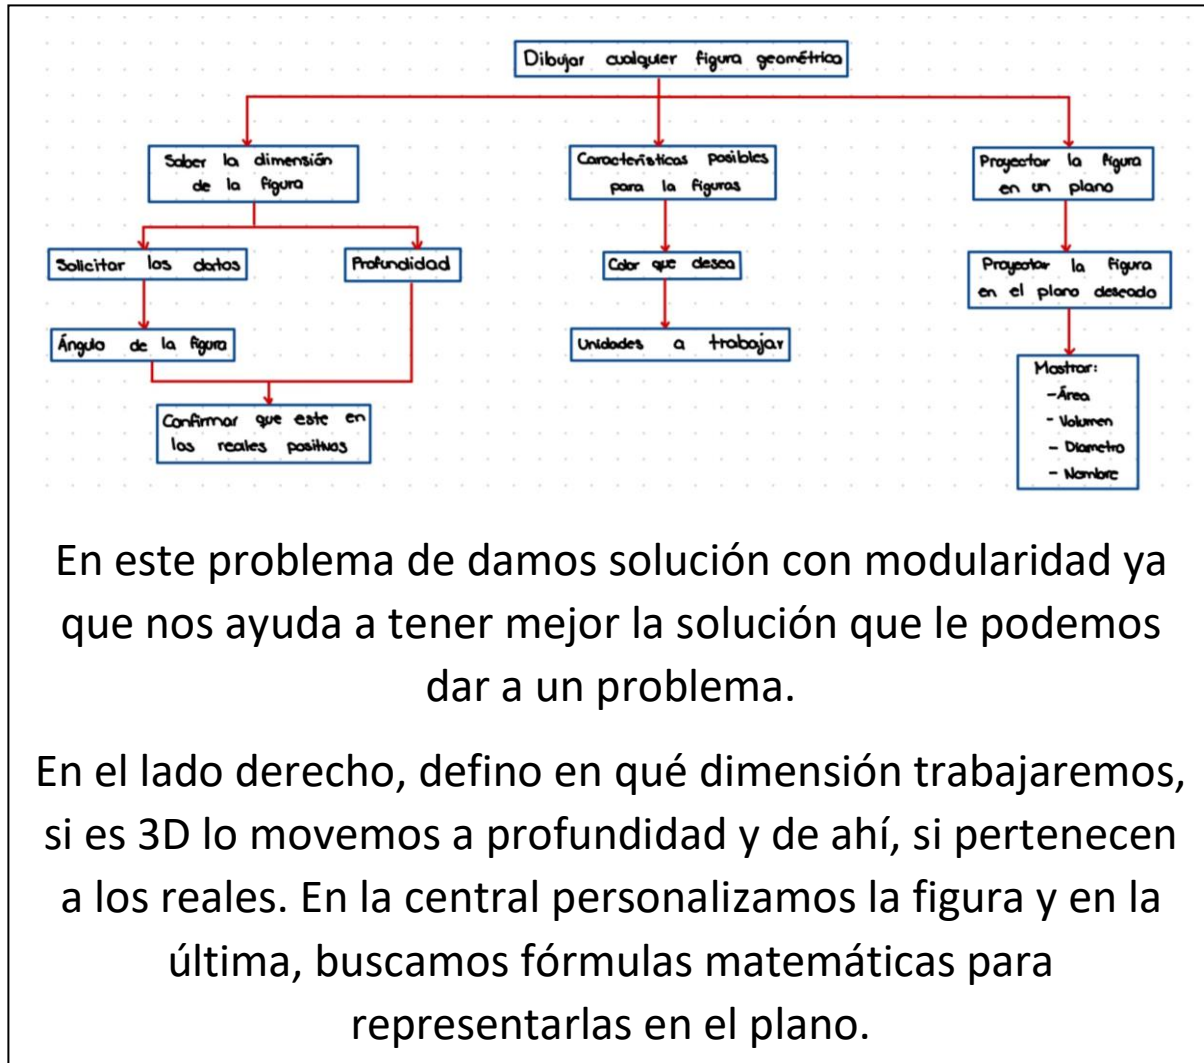 Dibujar cualquier figura geométrica
Saber la dimensión
de la figura
Características posibles
para la figuras
Proyectar la figura
en un plano
Solicitar los datos
Profundidad
Color que desea
Proyectar la figura
en el plano deseado
Ángulo de la figura
Unidades a trabajar
Confirmar que este en
los reales positivos
Mostrar:
-Área
- Volumen
- Diametro
- Nombre
En este problema de damos solución con modularidad ya
que nos ayuda a tener mejor la solución que le podemos
dar a un problema.
En el lado derecho, defino en qué dimensión trabajaremos,
si es 3D lo movemos a profundidad y de ahí, si pertenecen
a los reales. En la central personalizamos la figura y en la
última, buscamos fórmulas matemáticas para
representarlas en el plano.